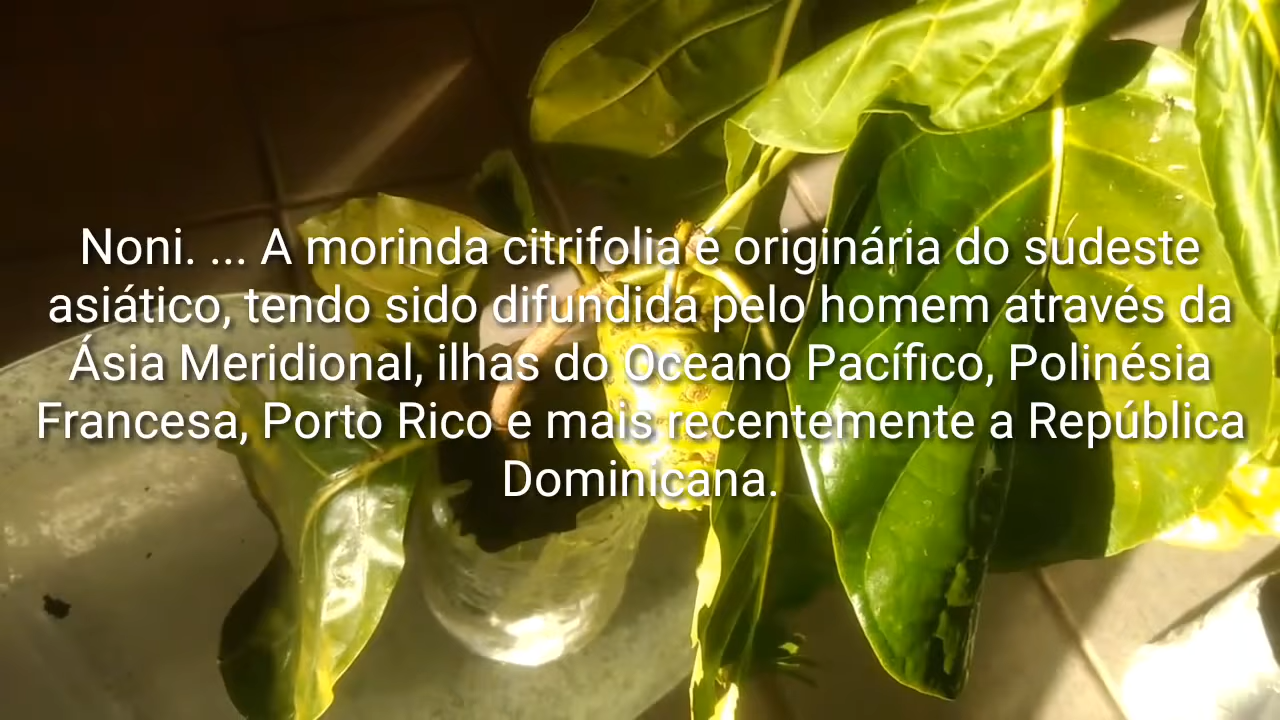 Noni. ... A morinda citrifolia é originária do sudeste
asiático, tendo sido difundida pelo homem através da
Ásia Meridional, ilhas do Oceano Pacífico, Polinésia
Francesa, Porto Rico e mais recentemente a República
Dominicana.